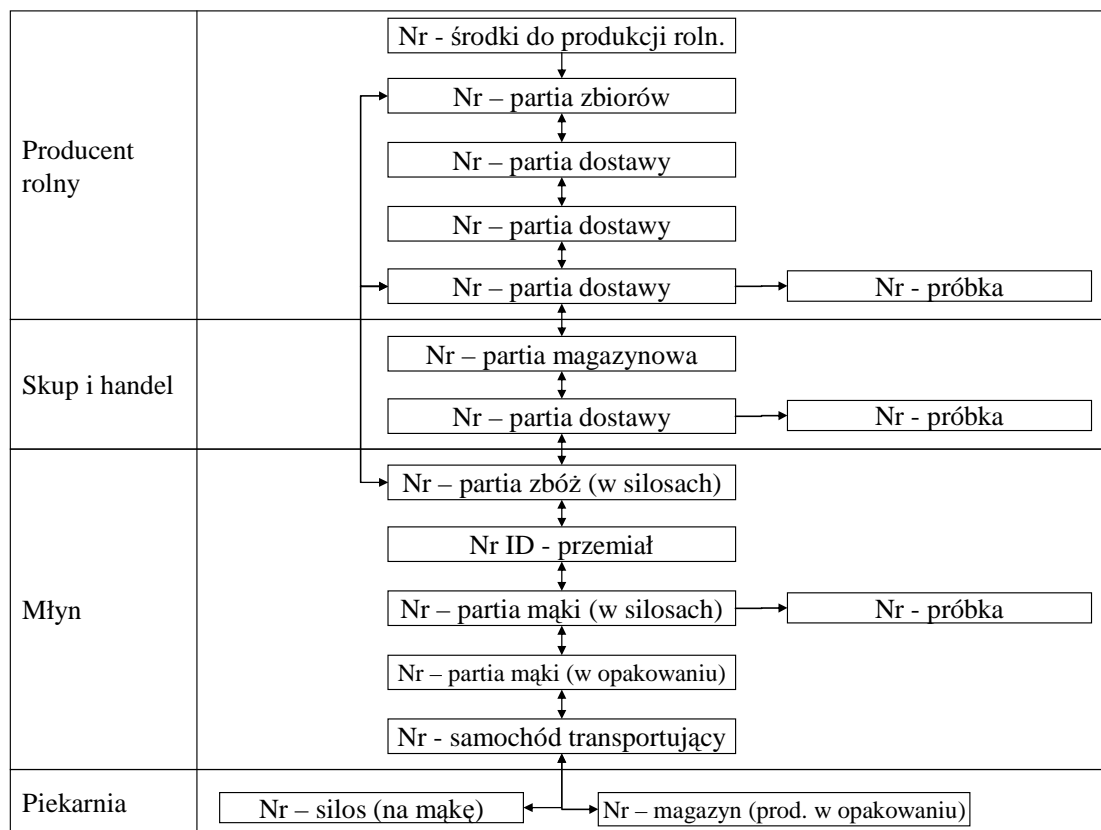 Nr - środki do produkcji roln.
Nr – partia zbiorów
Producent
rolny
Nr – partia dostawy
Nr – partia dostawy
Nr – partia dostawy
Nr - próbka
Skup i handel
Nr – partia magazynowa
Nr – partia dostawy
Nr - próbka
Młyn
Nr – partia zbóż (w silosach)
Nr ID - przemiał
Nr – partia mąki (w silosach)
Nr - próbka
Nr – partia mąki (w opakowaniu)
Nr - samochód transportujący
Piekarnia
Nr – silos (na mąkę)
Nr – magazyn (prod. w opakowaniu)